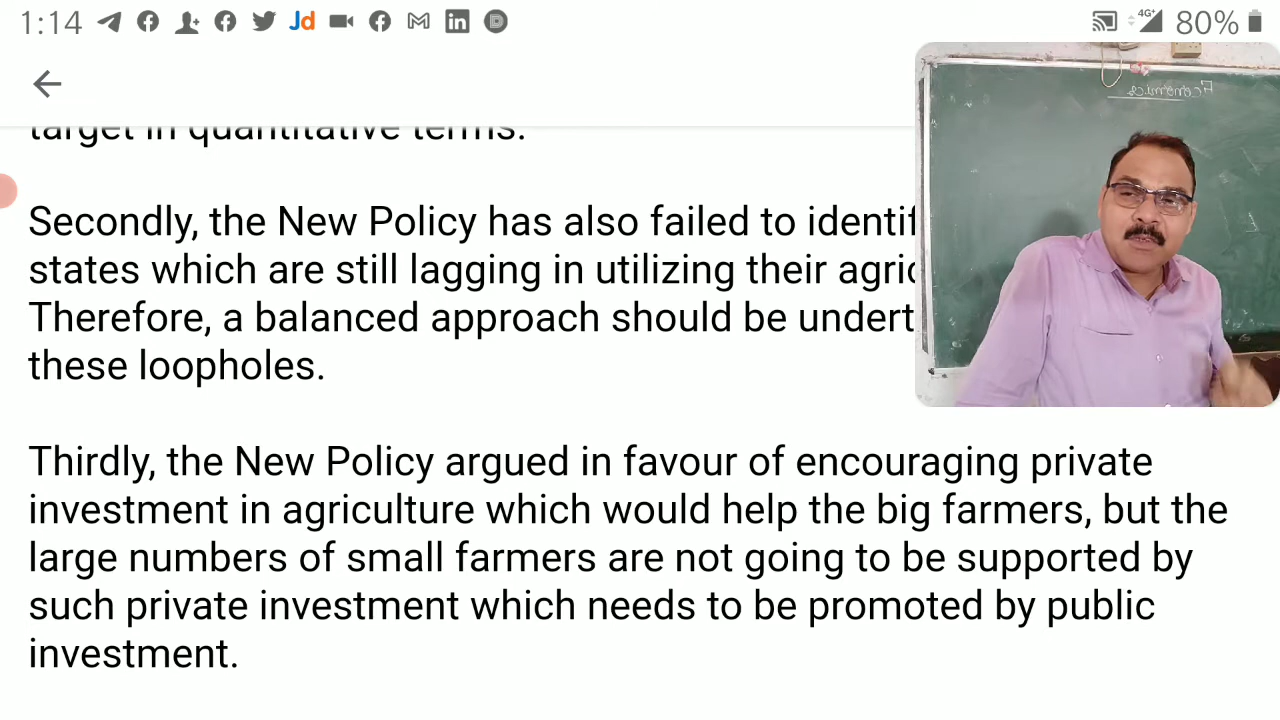 1:14
80%
4G+
Economics
target in quantitative terms.
Secondly, the New Policy has also failed to identif
states which are still lagging in utilizing their agric
Therefore, a balanced approach should be undert
these loopholes.
Thirdly, the New Policy argued in favour of encouraging private
investment in agriculture which would help the big farmers, but the
large numbers of small farmers are not going to be supported by
such private investment which needs to be promoted by public
investment.